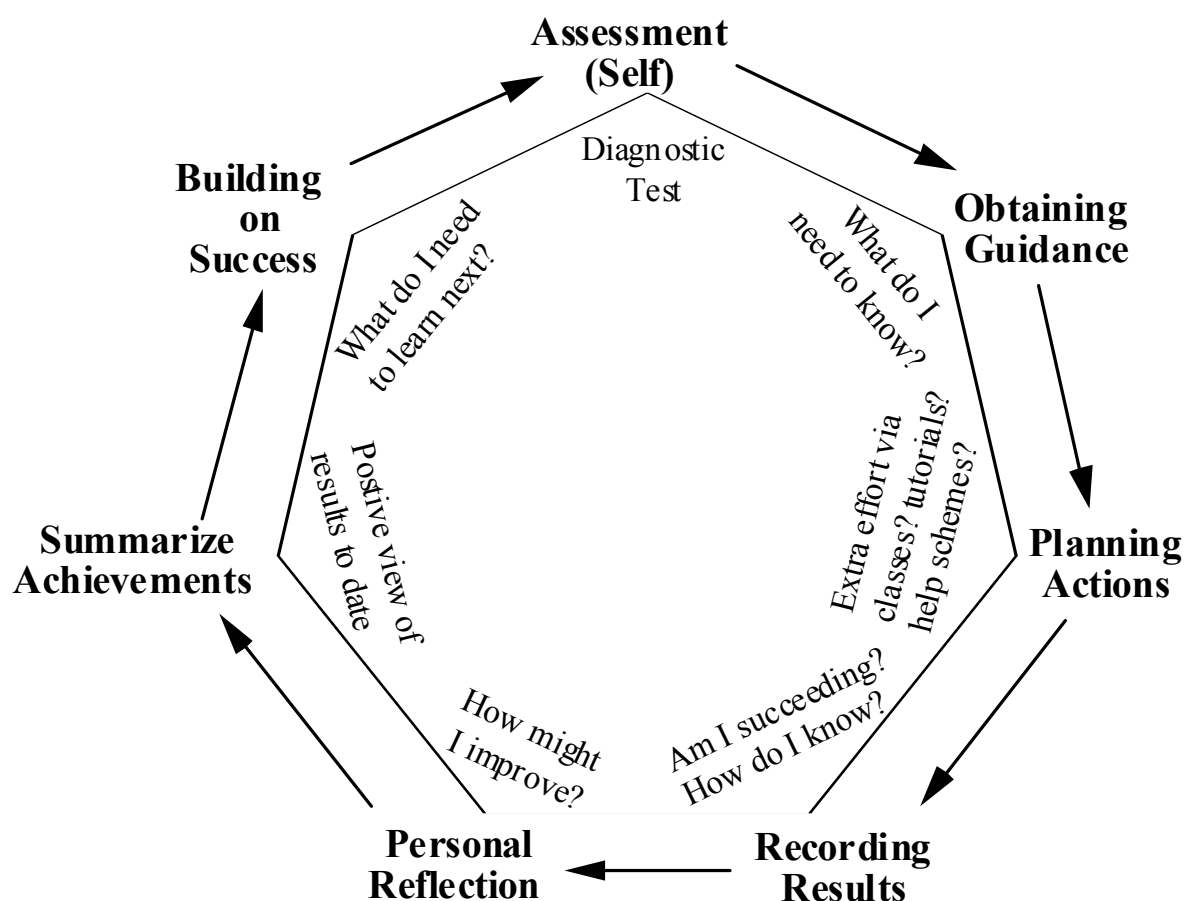 Assessment
(Self)
Diagnostic
Test
Obtaining
Guidance
What do I
need to know?
Planning
Actions
Extra effort via
classes? tutorials?
help schemes?
Recording
Results
Am I succeeding?
How do I know?
Personal
Reflection
How might
I improve?
Summarize
Achievements
Postive view of
results to date
Building
on
Success
What do I need
to learn next?